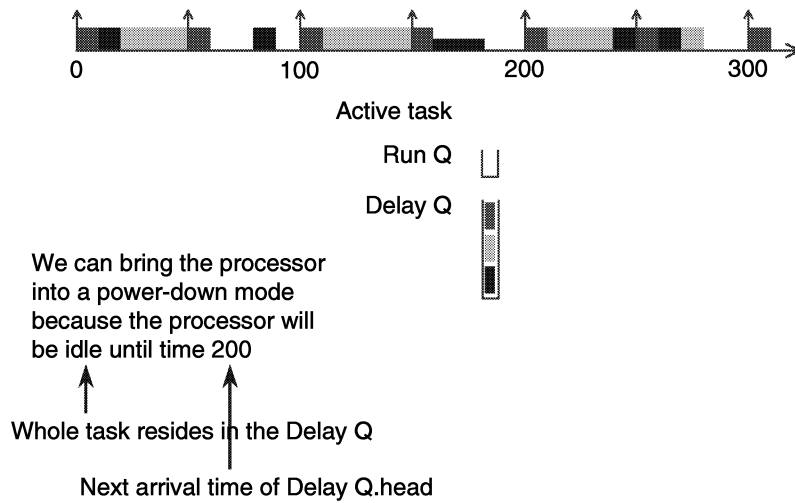 0 100 200 300
Active task
Run Q
Delay Q
We can bring the processor
into a power-down mode
because the processor will
be idle until time 200
Whole task resides in the Delay Q
Next arrival time of Delay Q.head